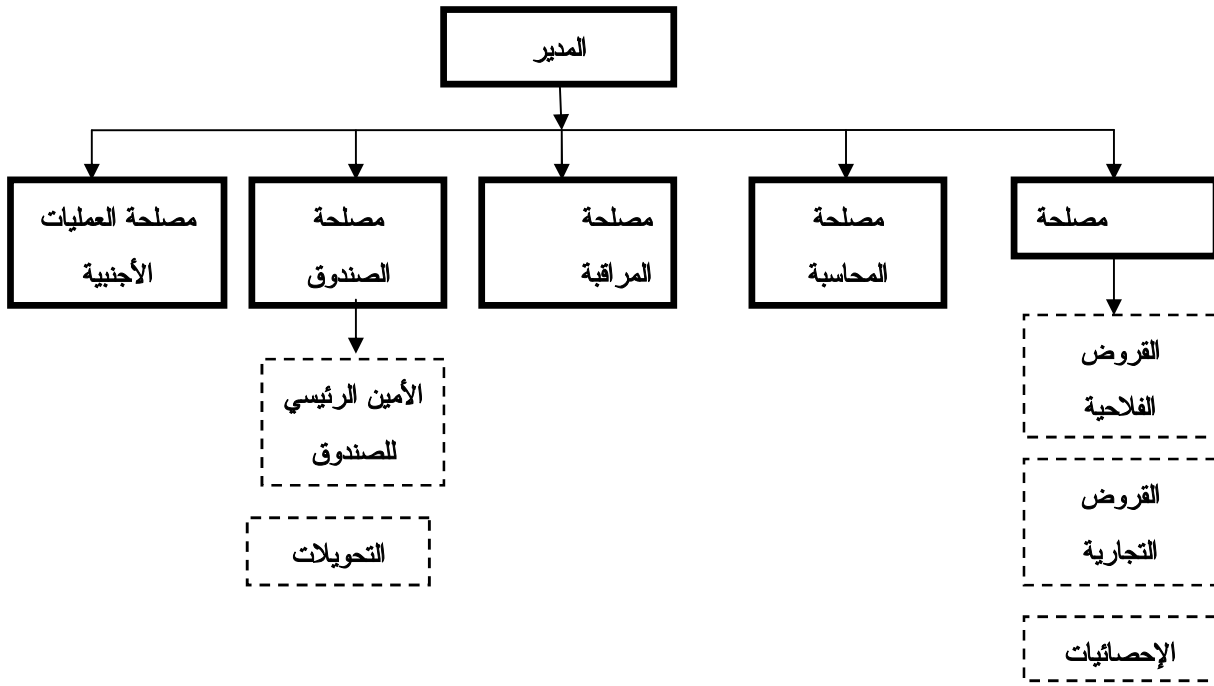 المدير
مصلحة
مصلحة
المحاسبة
مصلحة
المراقبة
مصلحة
الصندوق
مصلحة العمليات
الأجنبية
القروض
الفلاحية
القروض
التجارية
الإحصائيات
الأمين الرئيسي
للصندوق
التحويلات